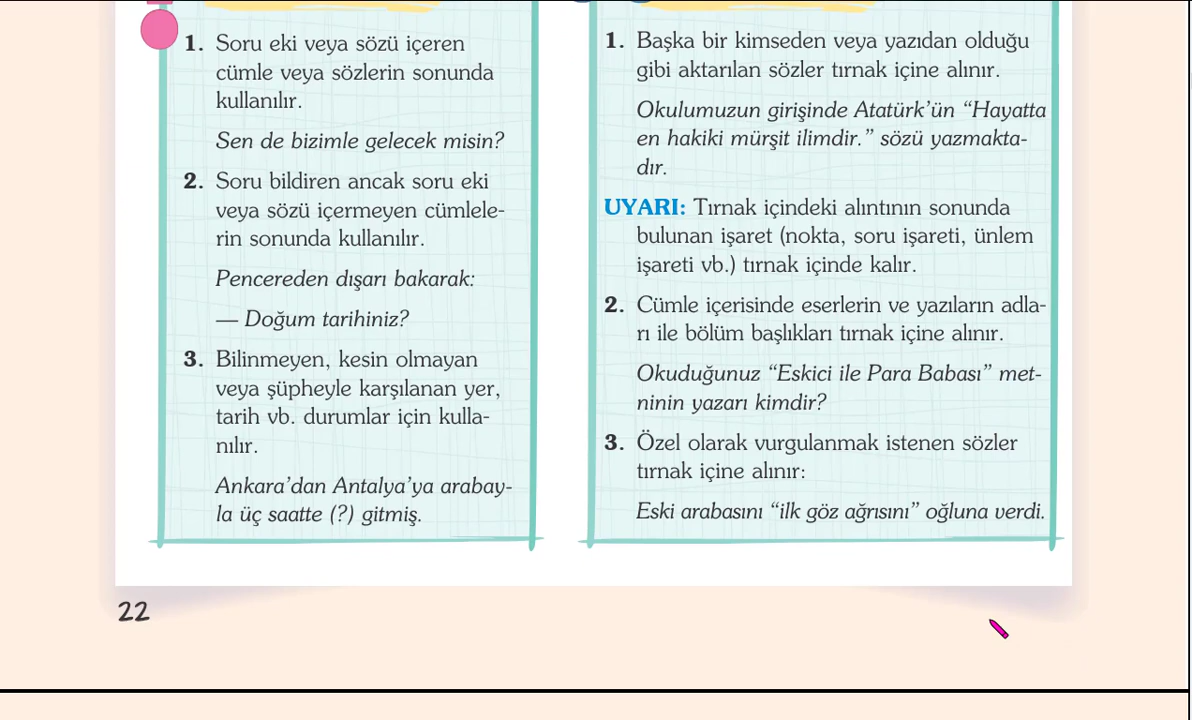 1. Soru eki veya sözü içeren
cümle veya sözlerin sonunda
kullanılır.
Sen de bizimle gelecek misin?
2. Soru bildiren ancak soru eki
veya sözü içermeyen cümlele-
rin sonunda kullanılır.
Pencereden dışarı bakarak:
— Doğum tarihiniz?
3. Bilinmeyen, kesin olmayan
veya şüpheyle karşılanan yer,
tarih vb. durumlar için kulla-
nılır.
Ankara’dan Antalya’ya arabay-
la üç saatte (?) gitmiş.
1. Başka bir kimseden veya yazıdan olduğu
gibi aktarılan sözler tırnak içine alınır.
Okulumuzun girişinde Atatürk’ün “Hayatta
en hakiki mürşit ilimdir.” sözü yazmakta-
dır.
UYARI: Tırnak içindeki alıntının sonunda
bulunan işaret (nokta, soru işareti, ünlem
işareti vb.) tırnak içinde kalır.
2. Cümle içerisinde eserlerin ve yazıların adla-
rı ile bölüm başlıkları tırnak içine alınır.
Okuduğunuz “Eskici ile Para Babası” met-
ninin yazarı kimdir?
3. Özel olarak vurgulanmak istenen sözler
tırnak içine alınır:
Eski arabasını “ilk göz ağrısını” oğluna verdi.
22